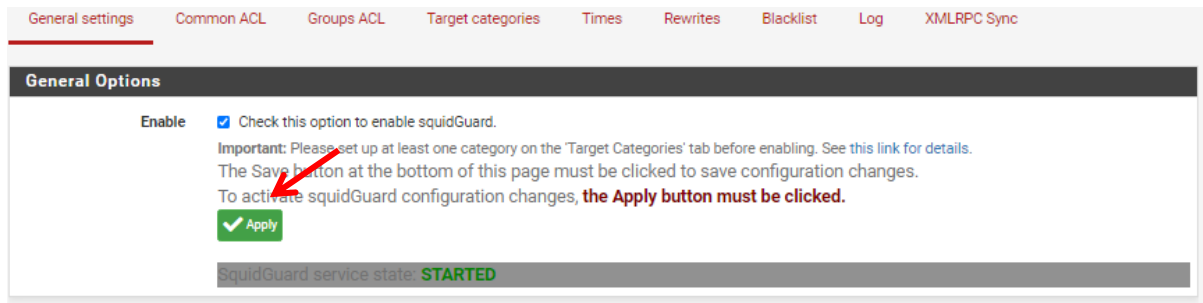 General settings Common ACL Groups ACL Target categories Times Rewrites Blacklist Log XMLRPC Sync
General Options
Enable Check this option to enable squidGuard.
Important: Please set up at least one category on the 'Target Categories' tab before enabling. See this link for details.
The Save button at the bottom of this page must be clicked to save configuration changes.
To activate squidGuard configuration changes, the Apply button must be clicked.
Apply
SquidGuard service state: STARTED